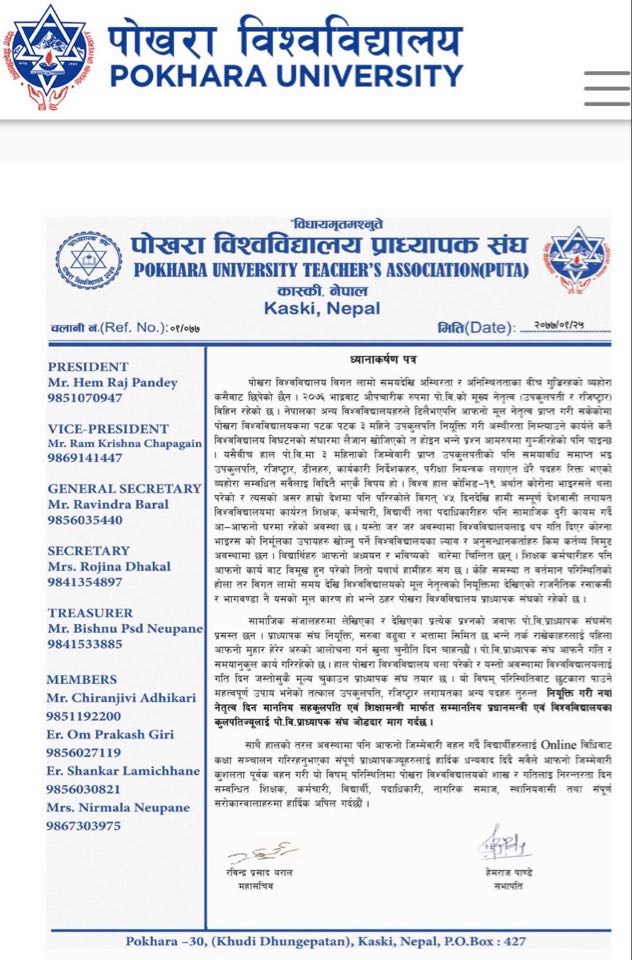 पोखरा विश्वविद्यालय
POKHARA UNIVERSITY
"विद्यायमृतमश्नुते
पोखरा विश्वविद्यालय प्राध्यापक संघ
POKHARA UNIVERSITY TEACHER'S ASSOCIATION(PUTA)
कास्की, नेपाल
Kaski, Nepal
चलानी नं.(Ref. No.): ०१/०७७
मिति(Date): २०७७/०१/२५
PRESIDENT
Mr. Hem Raj Pandey
9851070947
VICE-PRESIDENT
Mr. Ram Krishna Chapagain
9869141447
GENERAL SECRETARY
Mr. Ravindra Baral
9856035440
SECRETARY
Mrs. Rojina Dhakal
9841354897
TREASURER
Mr. Bishnu Psd Neupane
9841533885
MEMBERS
Mr. Chiranjivi Adhikari
9851192200
Er. Om Prakash Giri
9856027119
Er. Shankar Lamichhane
9856030821
Mrs. Nirmala Neupane
9867303975
ध्यानाकर्षण पत्र
पोखरा विश्वविद्यालय विगत लामो समयदेखि अस्थिरता र अनिस्चितताका बीच गुज्रिरहको व्यहोरा
कसैबाट छिपेको छैन । २०७६ भाद्रबाट औपचारीक रुपमा पो.वि.को मुख्य नेतृत्व (उपकुलपती र रजिष्ट्रार)
विहिन रहेको छ । नेपालका अन्य विश्वविद्यालयहरुले ढिलैभएपनि आफनो मूल नेतृत्व प्राप्त गरी सकेकोमा
पोखरा विश्वविद्यालयकमा पटक पटक ३ महिने उपकुलपति नियुक्ति गरी अस्थीरता निम्त्याउने कार्यले कतै
विश्वविद्यालय विघटनको संघारमा लैजान खोजिएको त होइन भन्ने प्रश्न आमरुपमा गुञ्जीरहेको पनि पाइन्छ
। यसैबीच हाल पो.वि.मा ३ महिनाको जिम्मेवारी प्राप्त उपकुलपतीको पनि समयावधि समाप्त भइ
उपकुलपति, रजिष्ट्रार, डीनहरु, कार्यकारी निर्देशकहरु, परीक्षा नियन्त्रक लगाएत धेरै पदहरु रिक्त भएको
ब्यहोरा सम्वधित सवैलाइ विदितै भएकै विषय हो । विश्व हाल कोभिड-१९ अर्थात कोरोना भाइरसले थला
परेको र त्यसको असर हाम्रो देशमा पनि परिरकोले विगत् ४५ दिनदेखि हामी सम्पूर्ण देशवासी लगायत
विश्वविद्यालयमा कार्यरत शिक्षक, कर्मचारी, विद्यार्थी तथा पदाधिकारीहरु पनि सामाजिक दुरी कायम गर्दै
आ-आफनो घरमा रहेको अवस्था छ । यस्तो जर जर अवस्थामा विश्वविद्यालयलाइ थप गति दिएर कोरना
भाइरस को निर्मूलका उपायहरु खोज्नु पर्ने विश्वविद्यालयका ल्याव र अनुसन्धानकर्ताहरु किम कर्तव्य विमुढ
अवस्थामा छन । विद्यार्थिहरु आफनो अध्ययन र भविष्यको बारेमा चिन्तित छन् । शिक्षक कर्मचारीहरु पनि
आफनो कार्य बाट विमूख हुन परेको तितो यथार्थ हामीहरु संग छ । केहि समस्या त वर्तमान परिस्थितिको
होला तर विगत लामो समय देखि विश्वविद्यालयको मूल नेतृत्वको नियूक्तिमा देखिएको राजनैतिक रसाकसी
र भागवण्डा नै यसको मूल कारण हो भन्ने ठहर पोखरा विश्वविद्यालय प्राध्यापक संघको रहेको छ ।
सामाजिक संजालहरुमा लेखिएका र देखिएका प्रत्येक प्रश्नको जवाफ पो.वि.प्राध्यापक संघसँग
प्रसस्त छन । प्राध्यापक संघ नियुक्ति, सरुवा बढुवा र भत्तामा सिमित छ भन्ने तर्क राख्नेकाहरुलाई पहिला
आफनो मुहार हेरेर अरुको आलोचना गर्न खुला चुनौति दिन चाहन्छौं । पो.वि.प्राध्यापक संघ आफनै गति र
समयानुकुल कार्य गरिरहेको छ । हाल पोखरा विश्वविद्यालय थला परेको र यस्तो अवस्थामा विश्वविद्यालयलाई
गति दिन जस्तोसुकै मूल्य चुकाउन प्राध्यापक संघ तयार छ । यो विषम् परिस्थितिबाट छुटकारा पाउने
महत्वपूर्ण उपाय भनेको तत्काल उपकुलपति, रजिष्ट्रार लगायतका अन्य पदहरु तुरुन्त नियूक्ती गरी नयां
नेतृत्व दिन माननिय सहकुलपति एवं शिक्षामन्त्री मार्फत सम्माननिय प्रधानमन्त्री एवं विश्वविद्यालयका
कुलपतिज्यूलाई पो.वि.प्राध्यापक संघ जोडदार माग गर्दछ ।
साथै हालको तरल अवस्थामा पनि आफनो जिम्मेवारी वहन गर्दै विद्यार्थीहरुलाई Online विधिबाट
कक्षा सञ्चालन गरिरहनुभएका संपूर्ण प्राध्यापकज्यूहरुलाई हार्दिक धन्यवाद दिदै सवैले आफनो जिम्मेवारी
कुशलता पूर्वक वहन गरी यो विषम् परिस्थितिमा पोखरा विश्वविद्यालयको शाख र गतिलाइ निरन्तरता दिन
सम्वन्धित शिक्षक, कर्मचारी, विद्यार्थी, पदाधिकारी, नागरिक समाज, स्थानियवासी तथा संपूर्ण
सरोकारवालाहरुमा हार्दिक अपिल गर्दछौं ।
रविन्द्र प्रसाद बराल
महासचिव
हेमराज पाण्डे
सभापति
Pokhara –30, (Khudi Dhungepatan), Kaski, Nepal, P.O.Box : 427